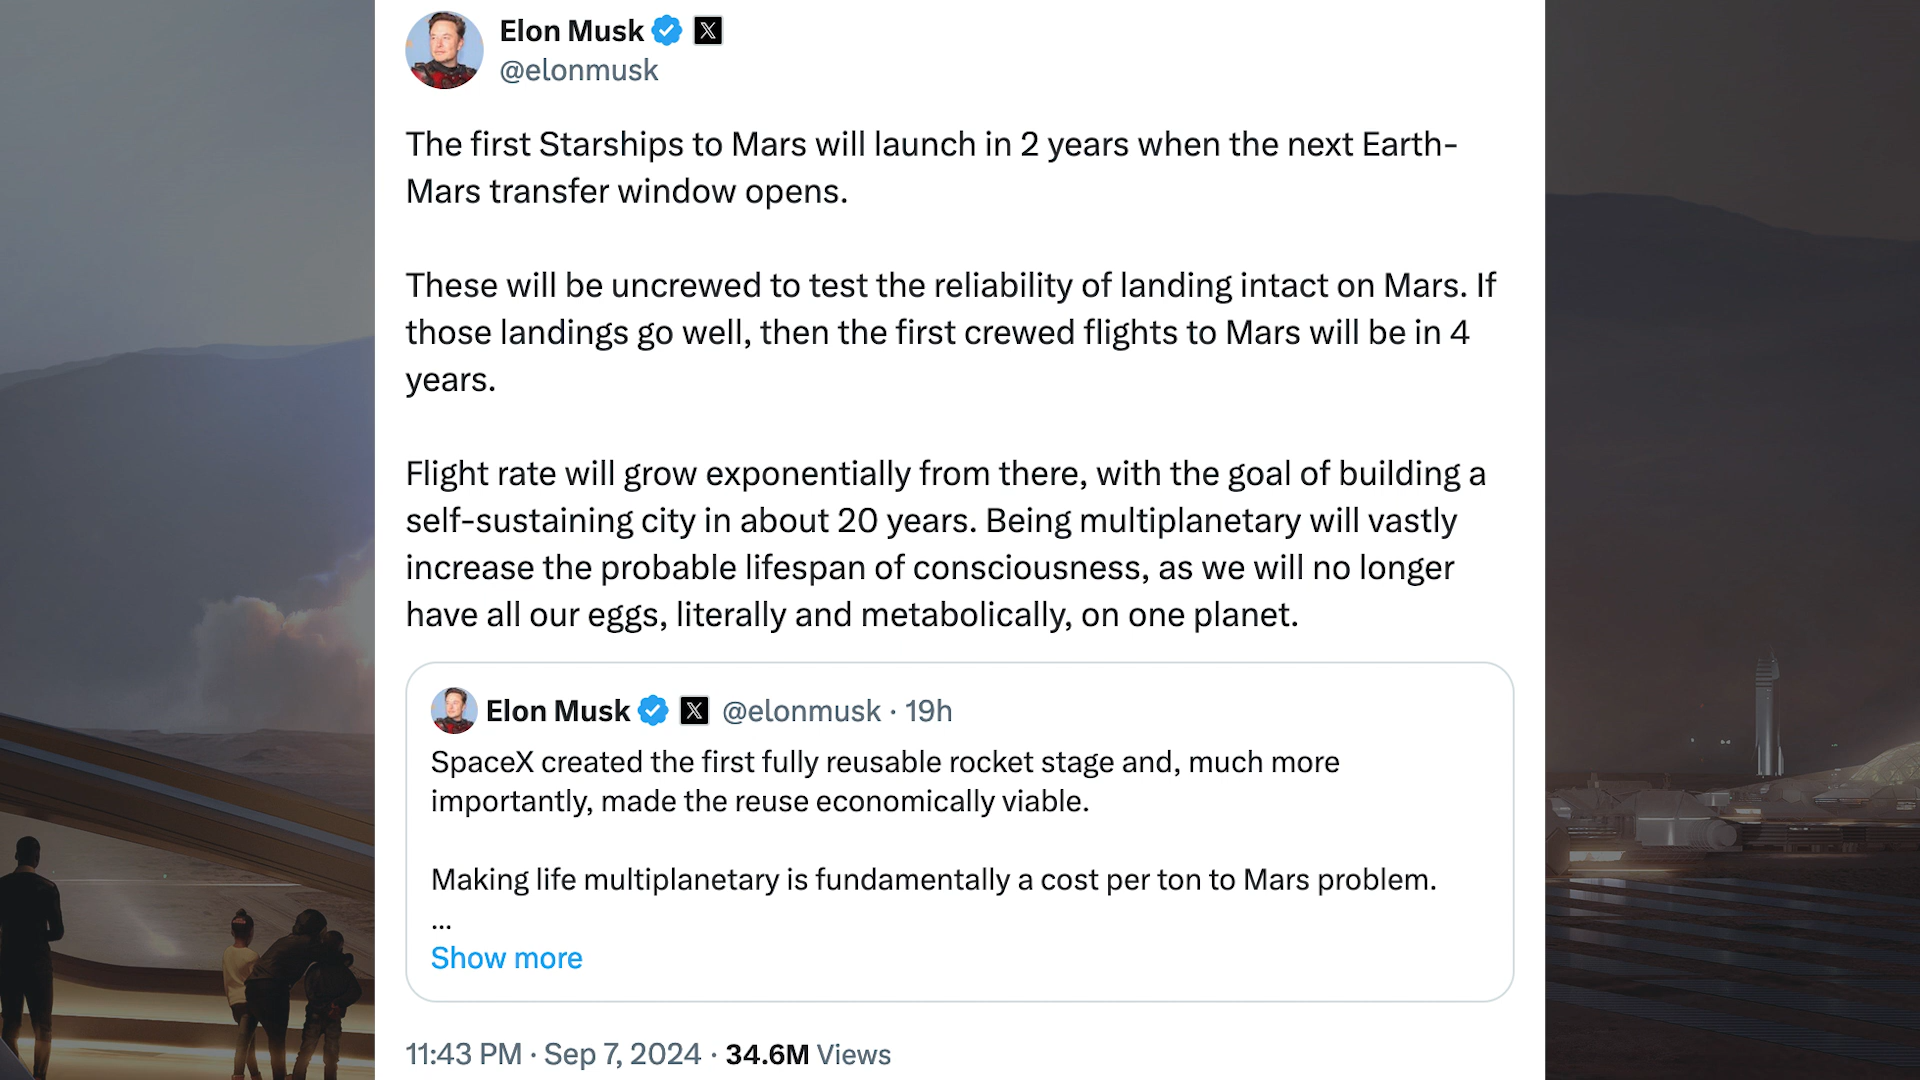 Elon Musk
@elonmusk
The first Starships to Mars will launch in 2 years when the next Earth-
Mars transfer window opens.
These will be uncrewed to test the reliability of landing intact on Mars. If
those landings go well, then the first crewed flights to Mars will be in 4
years.
Flight rate will grow exponentially from there, with the goal of building a
self-sustaining city in about 20 years. Being multiplanetary will vastly
increase the probable lifespan of consciousness, as we will no longer
have all our eggs, literally and metabolically, on one planet.
Elon Musk @elonmusk · 19h
SpaceX created the first fully reusable rocket stage and, much more
importantly, made the reuse economically viable.
Making life multiplanetary is fundamentally a cost per ton to Mars problem.
...
Show more
11:43 PM · Sep 7, 2024 · 34.6M Views